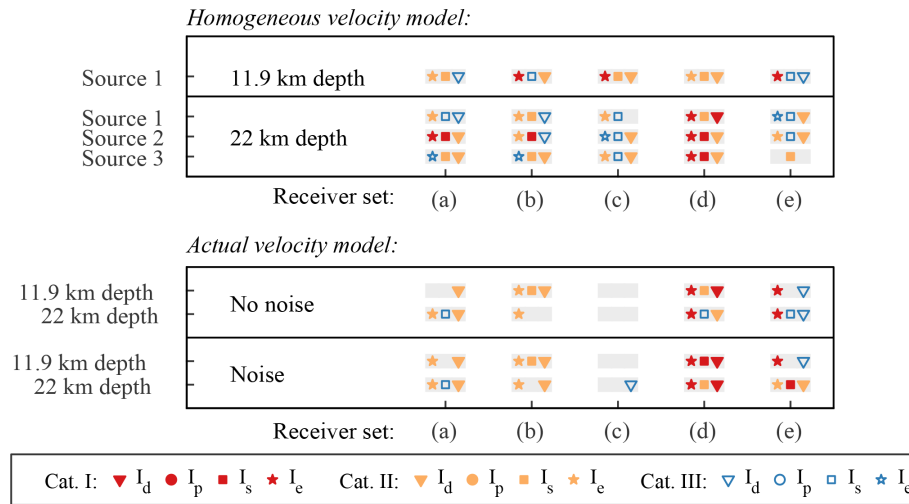 Homogeneous velocity model:
Source 1 11.9 km depth
Source 1
Source 2 22 km depth
Source 3
Receiver set: (a) (b) (c) (d) (e)
Actual velocity model:
11.9 km depth No noise
22 km depth
11.9 km depth Noise
22 km depth
Receiver set: (a) (b) (c) (d) (e)
Cat. I: I_d I_p I_s I_e Cat. II: I_d I_p I_s I_e Cat. III: I_d I_p I_s I_e